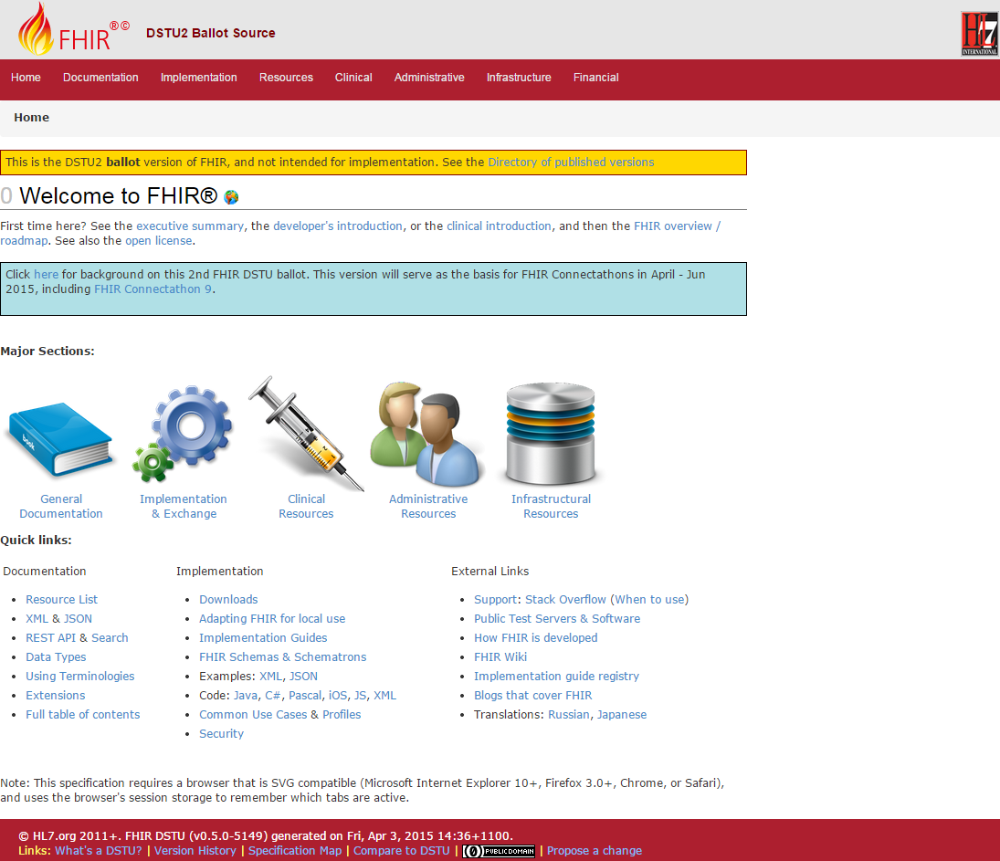 FHIR®©
DSTU2 Ballot Source
HL7
INTERNATIONAL
Home Documentation Implementation Resources Clinical Administrative Infrastructure Financial
Home
This is the DSTU2 ballot version of FHIR, and not intended for implementation. See the Directory of published versions
0 Welcome to FHIR®
First time here? See the executive summary, the developer's introduction, or the clinical introduction, and then the FHIR overview /
roadmap. See also the open license.
Click here for background on this 2nd FHIR DSTU ballot. This version will serve as the basis for FHIR Connectathons in April - Jun
2015, including FHIR Connectathon 9.
Major Sections:
book
General
Documentation
Implementation
& Exchange
Clinical
Resources
Administrative
Resources
Infrastructural
Resources
Quick links:
Documentation
Resource List
XML & JSON
REST API & Search
Data Types
Using Terminologies
Extensions
Full table of contents
Implementation
Downloads
Adapting FHIR for local use
Implementation Guides
FHIR Schemas & Schematrons
Examples: XML, JSON
Code: Java, C#, Pascal, iOS, JS, XML
Common Use Cases & Profiles
Security
External Links
Support: Stack Overflow (When to use)
Public Test Servers & Software
How FHIR is developed
FHIR Wiki
Implementation guide registry
Blogs that cover FHIR
Translations: Russian, Japanese
Note: This specification requires a browser that is SVG compatible (Microsoft Internet Explorer 10+, Firefox 3.0+, Chrome, or Safari),
and uses the browser's session storage to remember which tabs are active.
© HL7.org 2011+. FHIR DSTU (v0.5.0-5149) generated on Fri, Apr 3, 2015 14:36+1100.
Links: What's a DSTU? | Version History | Specification Map | Compare to DSTU | (0) PUBLIC DOMAIN | Propose a change